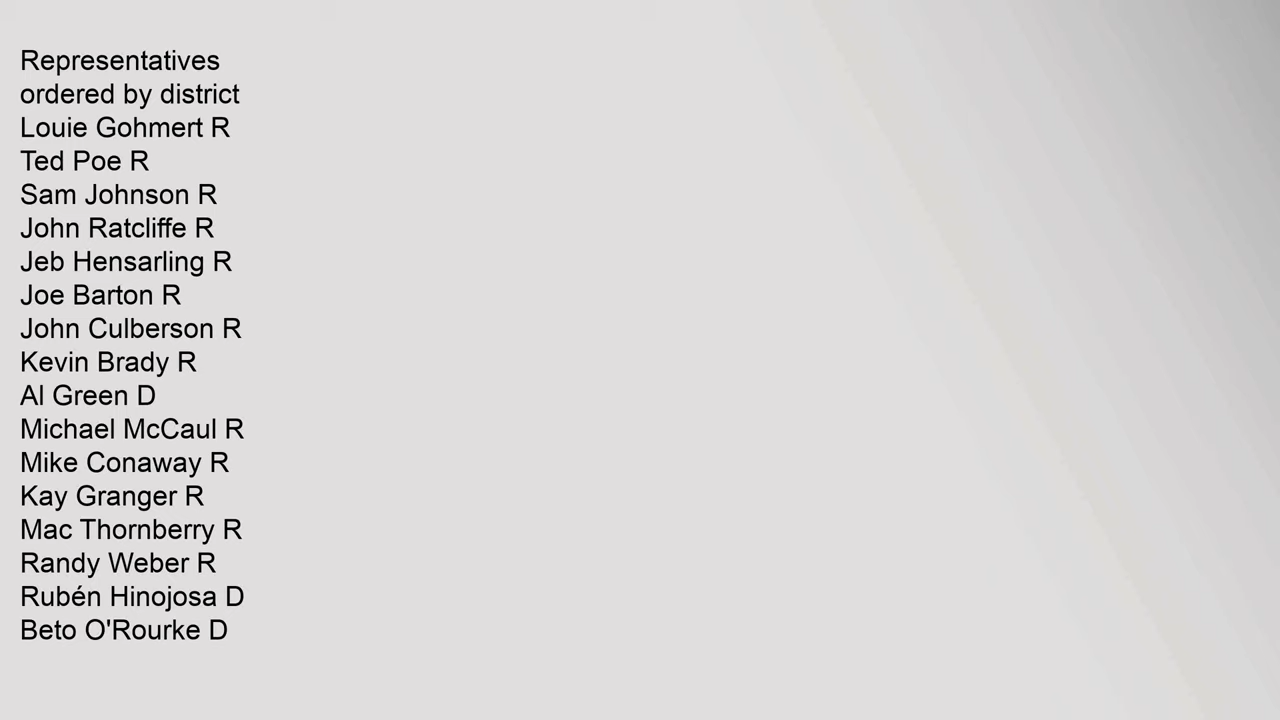 Representatives
ordered by district
Louie Gohmert R
Ted Poe R
Sam Johnson R
John Ratcliffe R
Jeb Hensarling R
Joe Barton R
John Culberson R
Kevin Brady R
Al Green D
Michael McCaul R
Mike Conaway R
Kay Granger R
Mac Thornberry R
Randy Weber R
Rubén Hinojosa D
Beto O'Rourke D